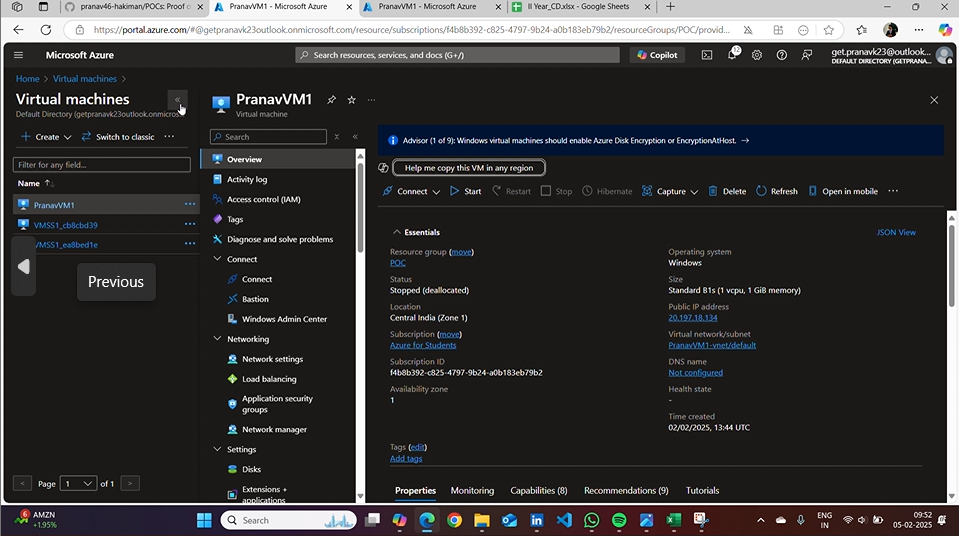 pranav46-hakiman/POCs: Proof o
PranavVM1 - Microsoft Azure
PranavVM1 - Microsoft Azure
II Year_CD.xlsx - Google Sheets
https://portal.azure.com/#@getpranavk23outlook.onmicrosoft.com/resource/subscriptions/f4b8b392-c825-4797-9b24-a0b183eb79b2/resourceGroups/POC/provid...
Microsoft Azure
Search resources, services, and docs (G+/)
Copilot
12
get.pranavk23@outlook...
DEFAULT DIRECTORY (GETPRANA...
Home > Virtual machines >
Virtual machines
Default Directory (getpranavk23outlook.onmicros...
Create
Switch to classic
Filter for any field...
Name
PranavVM1
VMSS1_cb8cbd39
VMSS1_ea8bed1e
Previous
Page 1 of 1
PranavVM1
Virtual machine
Search
Overview
Activity log
Access control (IAM)
Tags
Diagnose and solve problems
Connect
Connect
Bastion
Windows Admin Center
Networking
Network settings
Load balancing
Application security
groups
Network manager
Settings
Disks
Extensions +
applications
Advisor (1 of 9): Windows virtual machines should enable Azure Disk Encryption or EncryptionAtHost. →
Help me copy this VM in any region
Connect
Start
Restart
Stop
Hibernate
Capture
Delete
Refresh
Open in mobile
Essentials
JSON View
Resource group (move)
POC
Status
Stopped (deallocated)
Location
Central India (Zone 1)
Subscription (move)
Azure for Students
Subscription ID
f4b8b392-c825-4797-9b24-a0b183eb79b2
Availability zone
1
Operating system
Windows
Size
Standard B1s (1 vcpu, 1 GiB memory)
Public IP address
20.197.18.134
Virtual network/subnet
PranavVM1-vnet/default
DNS name
Not configured
Health state
-
Time created
02/02/2025, 13:44 UTC
Tags (edit)
Add tags
Properties
Monitoring
Capabilities (8)
Recommendations (9)
Tutorials
6
AMZN
+1.95%
Search
ENG
IN
09:52
05-02-2025